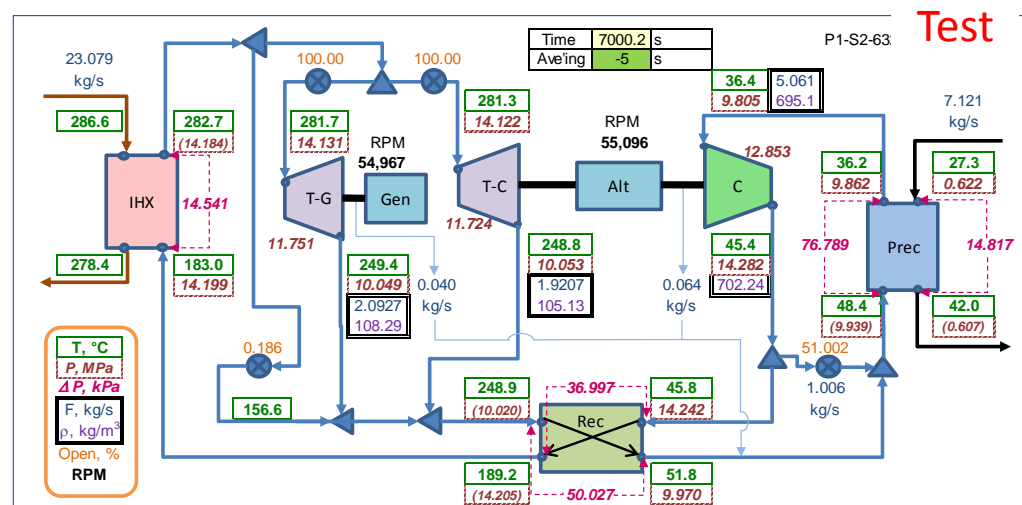 Test
Time 7000.2 s
Ave'ing -5 s
P1-S2-632
23.079
kg/s
286.6
282.7
(14.184)
IHX
14.541
278.4
183.0
14.199
100.00
100.00
281.7
14.131
281.3
14.122
RPM
54,967
T-G
Gen
11.751
T-C
11.724
RPM
55,096
Alt
C
12.853
36.4
9.805
5.061
695.1
7.121
kg/s
36.2
9.862
27.3
0.622
76.789
Prec
14.817
48.4
(9.939)
42.0
(0.607)
249.4
10.049
2.0927
108.29
0.040
kg/s
248.8
10.053
1.9207
105.13
0.064
kg/s
45.4
14.282
702.24
51.002
1.006
kg/s
0.186
156.6
248.9
(10.020)
36.997
45.8
14.242
Rec
189.2
(14.205)
50.027
51.8
9.970
T, °C
P, MPa
ΔP, kPa
F, kg/s
ρ, kg/m³
Open, %
RPM